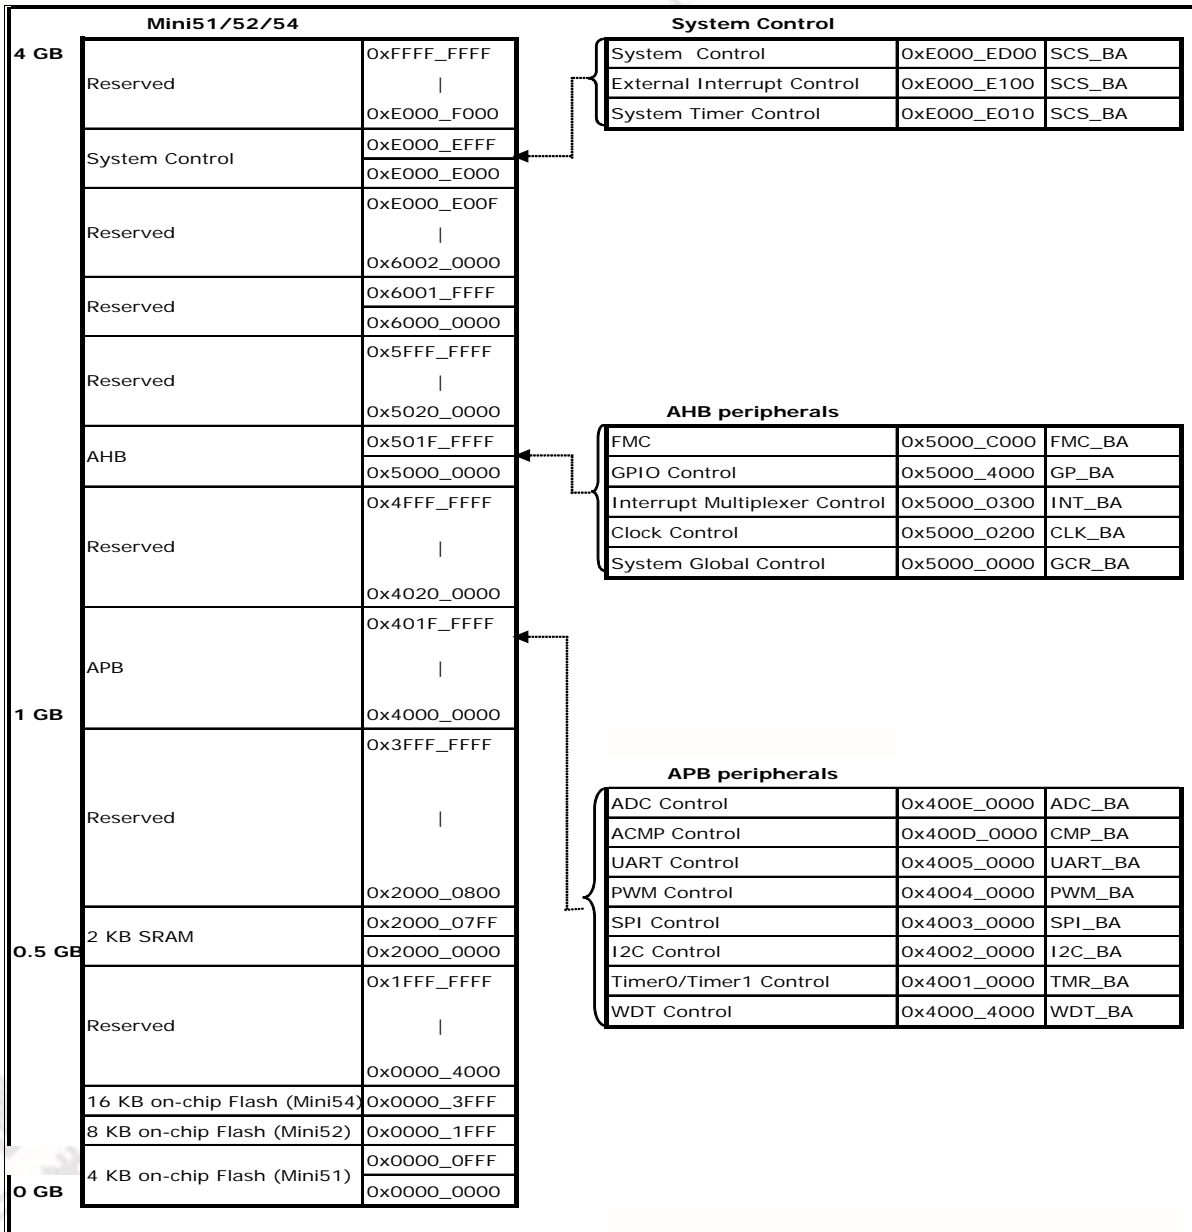 Mini51/52/54
4 GB
Reserved
0xFFFF_FFFF
|
0xE000_F000
System Control
0xE000_EFFF
0xE000_E000
Reserved
0xE000_E00F
|
0x6002_0000
Reserved
0x6001_FFFF
0x6000_0000
Reserved
0x5FFF_FFFF
|
0x5020_0000
AHB
0x501F_FFFF
0x5000_0000
Reserved
0x4FFF_FFFF
|
0x4020_0000
APB
0x401F_FFFF
|
1 GB
0x4000_0000
Reserved
0x3FFF_FFFF
|
0x2000_0800
2 KB SRAM
0x2000_07FF
0.5 GB
0x2000_0000
Reserved
0x1FFF_FFFF
|
0x0000_4000
16 KB on-chip Flash (Mini54) 0x0000_3FFF
8 KB on-chip Flash (Mini52) 0x0000_1FFF
4 KB on-chip Flash (Mini51)
0x0000_0FFF
0 GB
0x0000_0000
System Control
System Control 0xE000_ED00 SCS_BA
External Interrupt Control 0xE000_E100 SCS_BA
System Timer Control 0xE000_E010 SCS_BA
AHB peripherals
FMC 0x5000_C000 FMC_BA
GPIO Control 0x5000_4000 GP_BA
Interrupt Multiplexer Control 0x5000_0300 INT_BA
Clock Control 0x5000_0200 CLK_BA
System Global Control 0x5000_0000 GCR_BA
APB peripherals
ADC Control 0x400E_0000 ADC_BA
ACMP Control 0x400D_0000 CMP_BA
UART Control 0x4005_0000 UART_BA
PWM Control 0x4004_0000 PWM_BA
SPI Control 0x4003_0000 SPI_BA
I2C Control 0x4002_0000 I2C_BA
Timer0/Timer1 Control 0x4001_0000 TMR_BA
WDT Control 0x4000_4000 WDT_BA